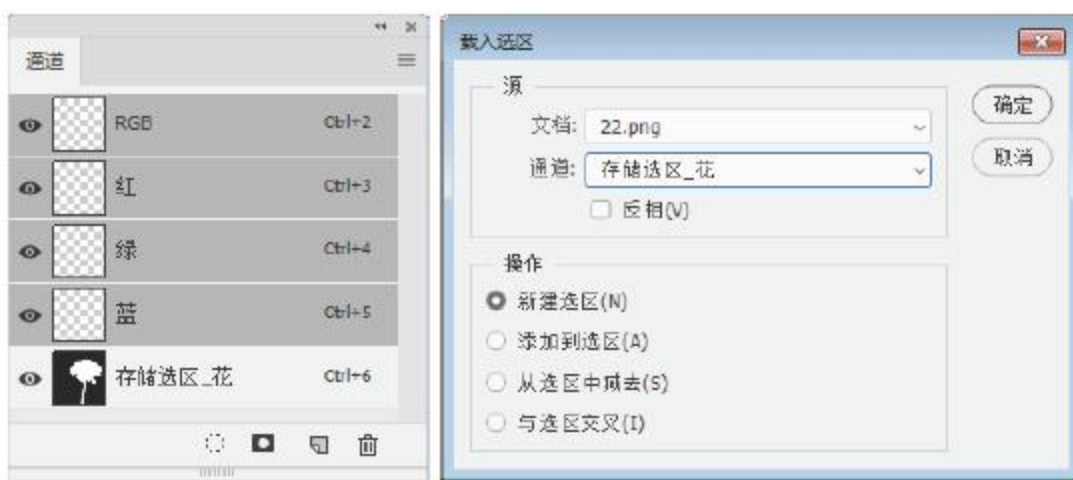 通道
RGB Ctrl+2
红 Ctrl+3
绿 Ctrl+4
蓝 Ctrl+5
存储选区_花 Ctrl+6
载入选区
源
文档: 22.png
通道: 存储选区_花
反相(V)
确定
取消
操作
新建选区(N)
添加到选区(A)
从选区中减去(S)
与选区交叉(I)